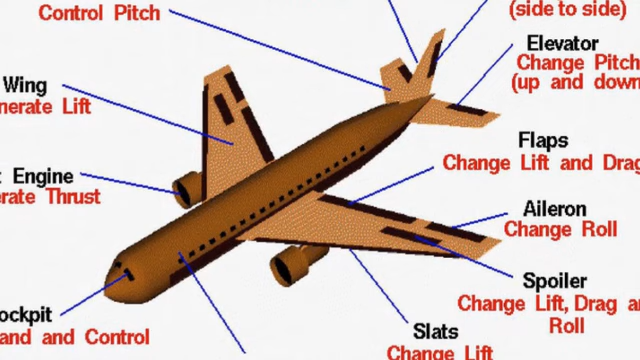 Control Pitch
(side to side)
Elevator
Change Pitch
(up and down
Wing
nerate Lift
Flaps
Change Lift and Drag
t Engine
erate Thrust
Aileron
Change Roll
Spoiler
Change Lift, Drag an
Roll
ockpit
and and Control
Slats
Change Lift